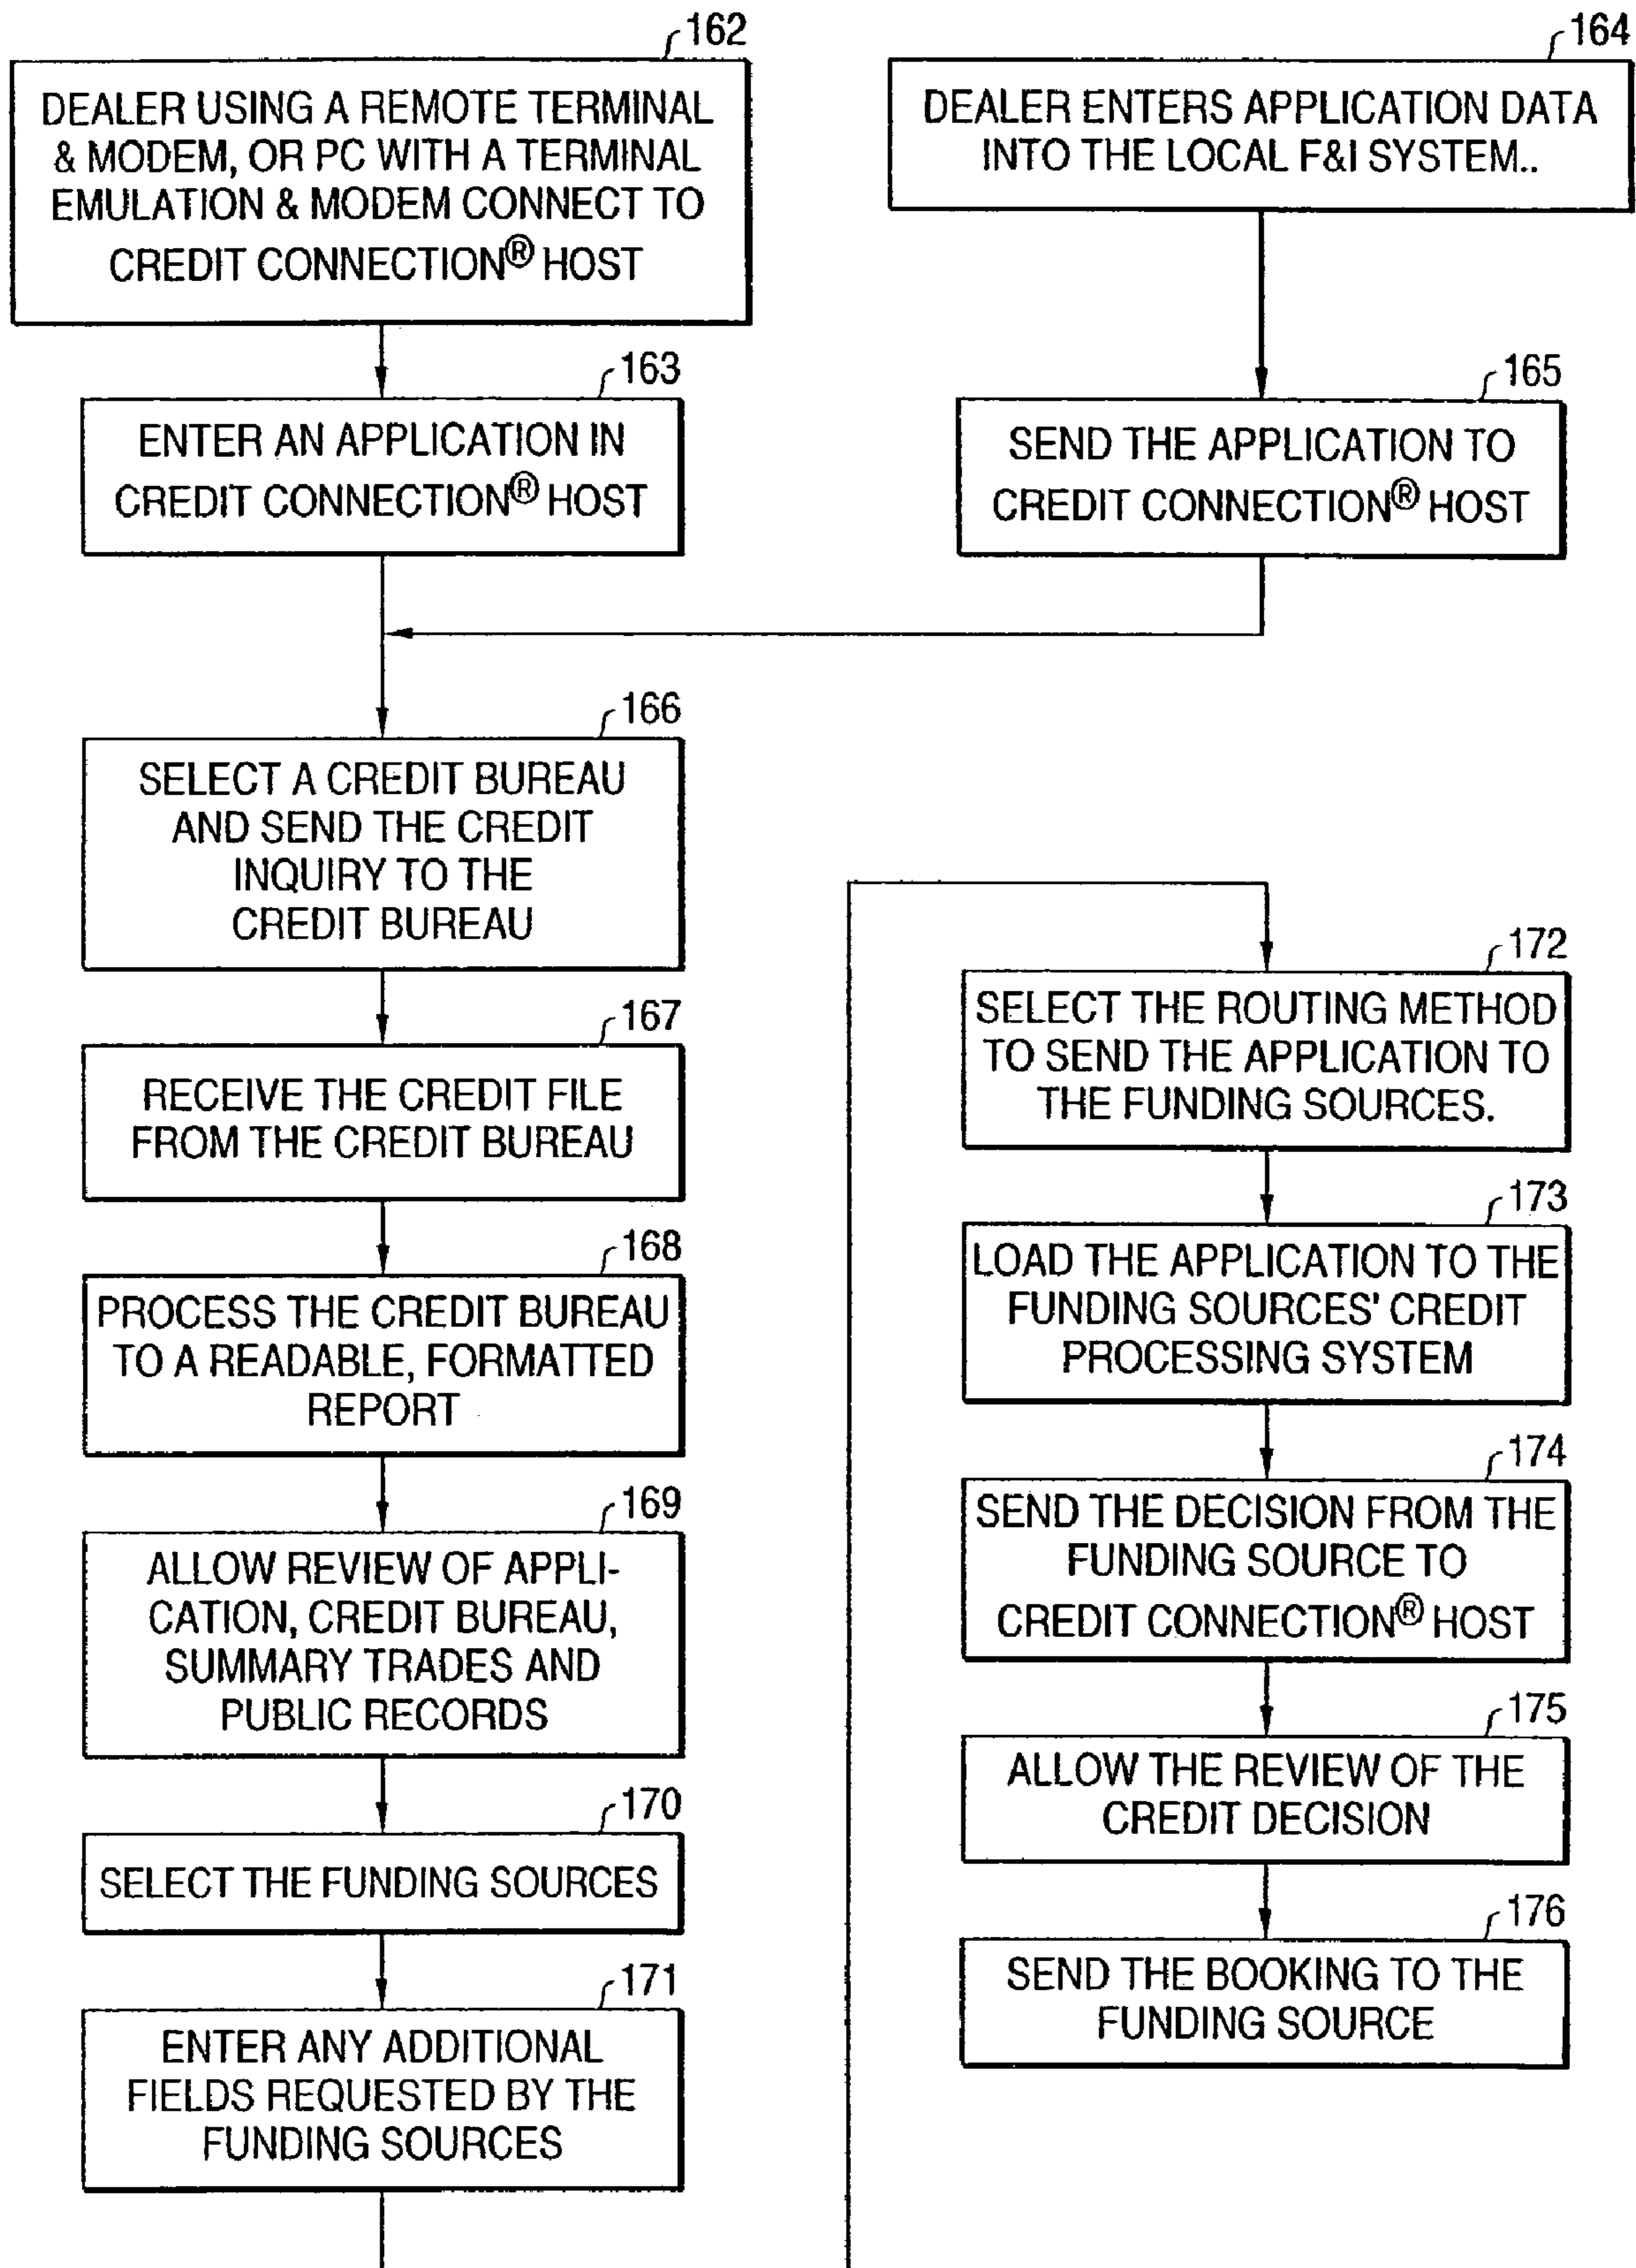 162
DEALER USING A REMOTE TERMINAL
& MODEM, OR PC WITH A TERMINAL
EMULATION & MODEM CONNECT TO
CREDIT CONNECTION® HOST
164
DEALER ENTERS APPLICATION DATA
INTO THE LOCAL F&I SYSTEM..
163
ENTER AN APPLICATION IN
CREDIT CONNECTION® HOST
165
SEND THE APPLICATION TO
CREDIT CONNECTION® HOST
166
SELECT A CREDIT BUREAU
AND SEND THE CREDIT
INQUIRY TO THE
CREDIT BUREAU
167
RECEIVE THE CREDIT FILE
FROM THE CREDIT BUREAU
168
PROCESS THE CREDIT BUREAU
TO A READABLE, FORMATTED
REPORT
169
ALLOW REVIEW OF APPLI-
CATION, CREDIT BUREAU,
SUMMARY TRADES AND
PUBLIC RECORDS
170
SELECT THE FUNDING SOURCES
171
ENTER ANY ADDITIONAL
FIELDS REQUESTED BY THE
FUNDING SOURCES
172
SELECT THE ROUTING METHOD
TO SEND THE APPLICATION TO
THE FUNDING SOURCES.
173
LOAD THE APPLICATION TO THE
FUNDING SOURCES' CREDIT
PROCESSING SYSTEM
174
SEND THE DECISION FROM THE
FUNDING SOURCE TO
CREDIT CONNECTION® HOST
175
ALLOW THE REVIEW OF THE
CREDIT DECISION
176
SEND THE BOOKING TO THE
FUNDING SOURCE